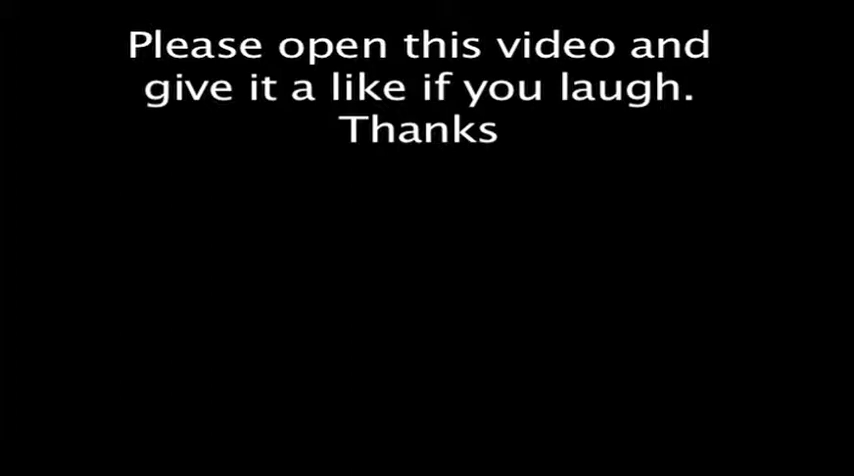 Please open this video and
give it a like if you laugh.
Thanks